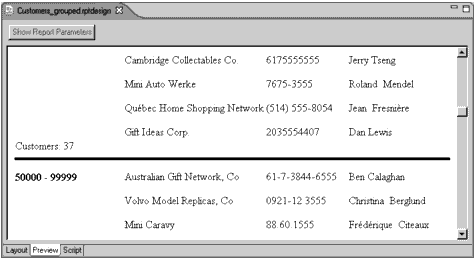 Customers_grouped.rptdesign
Show Report Parameters
Cambridge Collectables Co. 6175555555 Jerry Tseng
Mini Auto Werke 7675-3555 Roland Mendel
Québec Home Shopping Network (514) 555-8054 Jean Fresnière
Gift Ideas Corp. 2035554407 Dan Lewis
Customers: 37
50000 - 99999 Australian Gift Network, Co 61-7-3844-6555 Ben Calaghan
Volvo Model Replicas, Co 0921-12 3555 Christina Berglund
Mini Caravy 88.60.1555 Frédérique Citeaux
Layout Preview Script